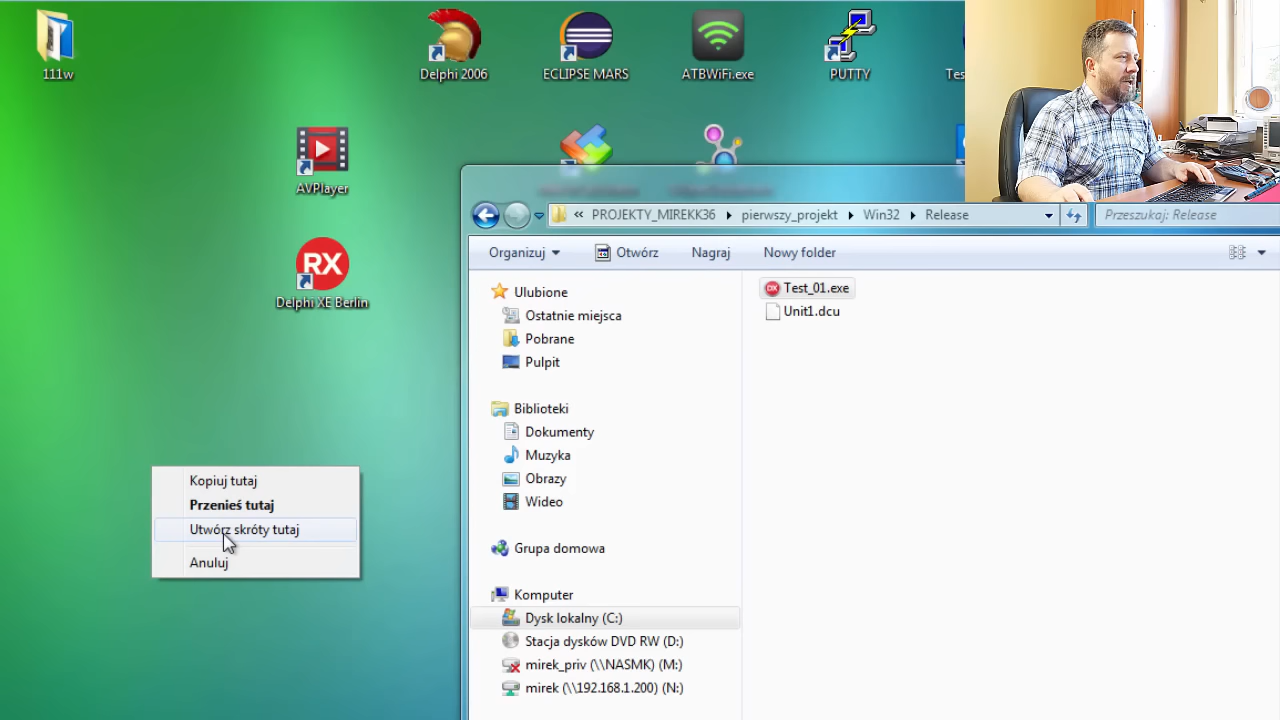 111w
Delphi 2006
ECLIPSE MARS
ATBWiFi.exe
PUTTY
AVPlayer
RX
Delphi XE Berlin
« PROJEKTY_MIREKK36 ▸ pierwszy_projekt ▸ Win32 ▸ Release
Przeszukaj: Release
Organizuj
Otwórz
Nagraj
Nowy folder
Ulubione
Ostatnie miejsca
Pobrane
Pulpit
Biblioteki
Dokumenty
Muzyka
Obrazy
Wideo
Grupa domowa
Komputer
Dysk lokalny (C:)
Stacja dysków DVD RW (D:)
mirek_priv (\\NASMK) (M:)
mirek (\\192.168.1.200) (N:)
Test_01.exe
Unit1.dcu
Kopiuj tutaj
Przenieś tutaj
Utwórz skróty tutaj
Anuluj